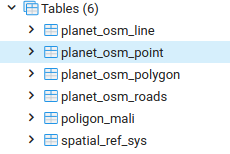 Tables (6)
planet_osm_line
planet_osm_point
planet_osm_polygon
planet_osm_roads
poligon_mali
spatial_ref_sys